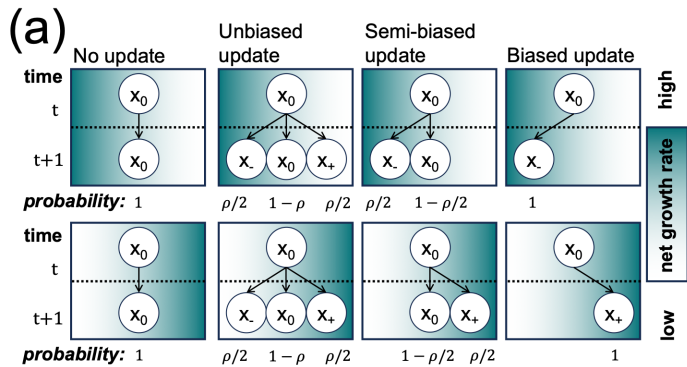 (a)
No update
Unbiased update
Semi-biased update
Biased update
time
t
x₀ x₀ x₀ x₀
t+1
x₀ x₋ x₀ x₊ x₋ x₀ x₋
probability: 1 ρ/2 1 − ρ ρ/2 ρ/2 1 − ρ/2 1
time
t
x₀ x₀ x₀ x₀
t+1
x₀ x₋ x₀ x₊ x₀ x₊ x₊
probability: 1 ρ/2 1 − ρ ρ/2 1 − ρ/2 ρ/2 1
high
net growth rate
low